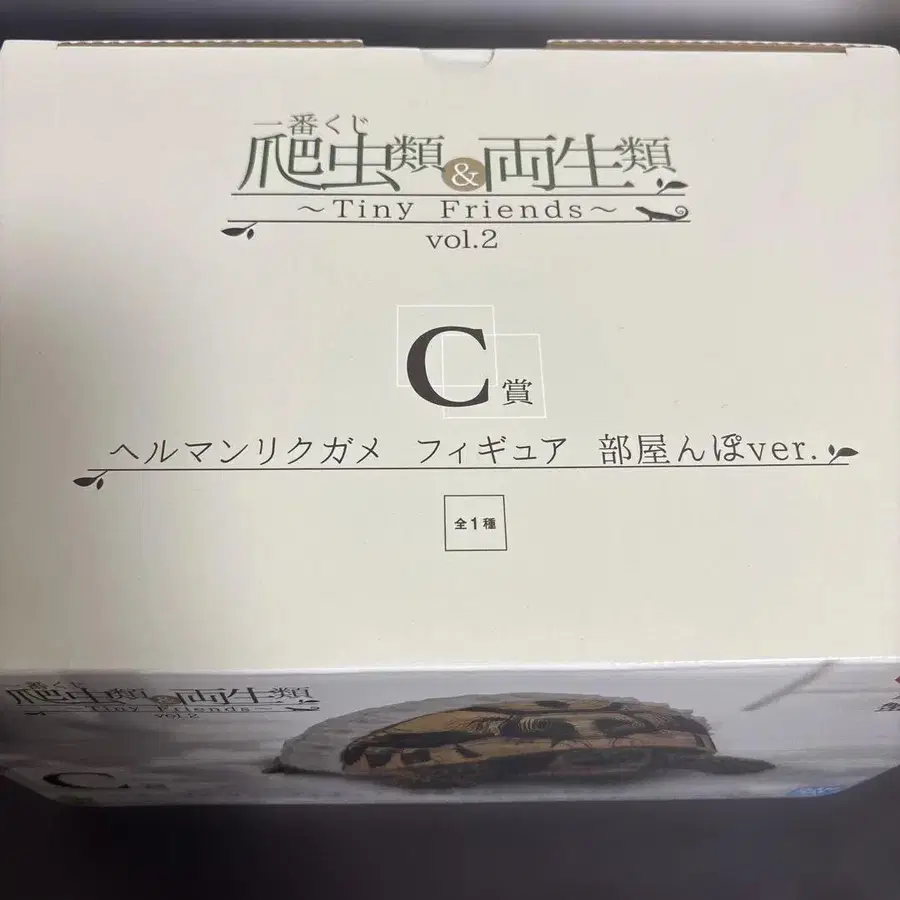 一番くじ
爬虫類&両生類
～Tiny Friends～
vol.2
C賞
ヘルマンリクガメ フィギュア 部屋んぽver.
全1種
一番くじ
爬虫類&両生類
～Tiny Friends～
vol.2
C賞